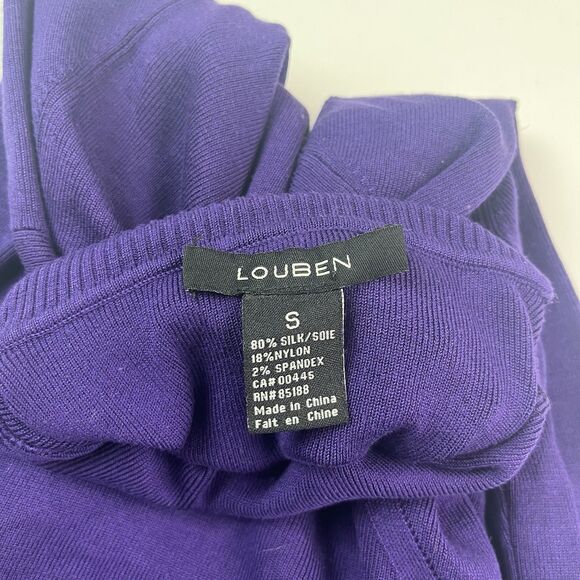 LOUBEN
S
80% SILK/SOIE
18%NYLON
2% SPANDEX
CA#00445
RN#85188
Made in China
Fait en Chine